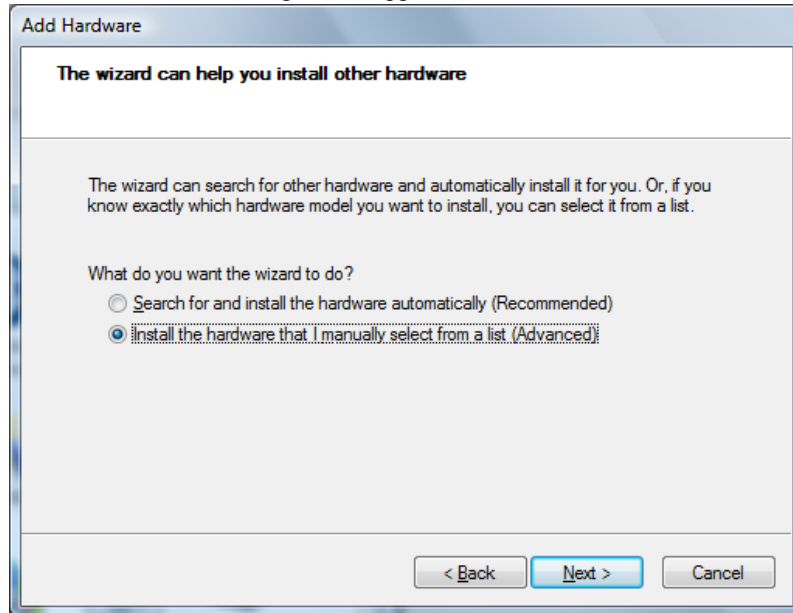 Add Hardware
The wizard can help you install other hardware
The wizard can search for other hardware and automatically install it for you. Or, if you
know exactly which hardware model you want to install, you can select it from a list.
What do you want the wizard to do?
Search for and install the hardware automatically (Recommended)
Install the hardware that I manually select from a list (Advanced)
< Back Next > Cancel